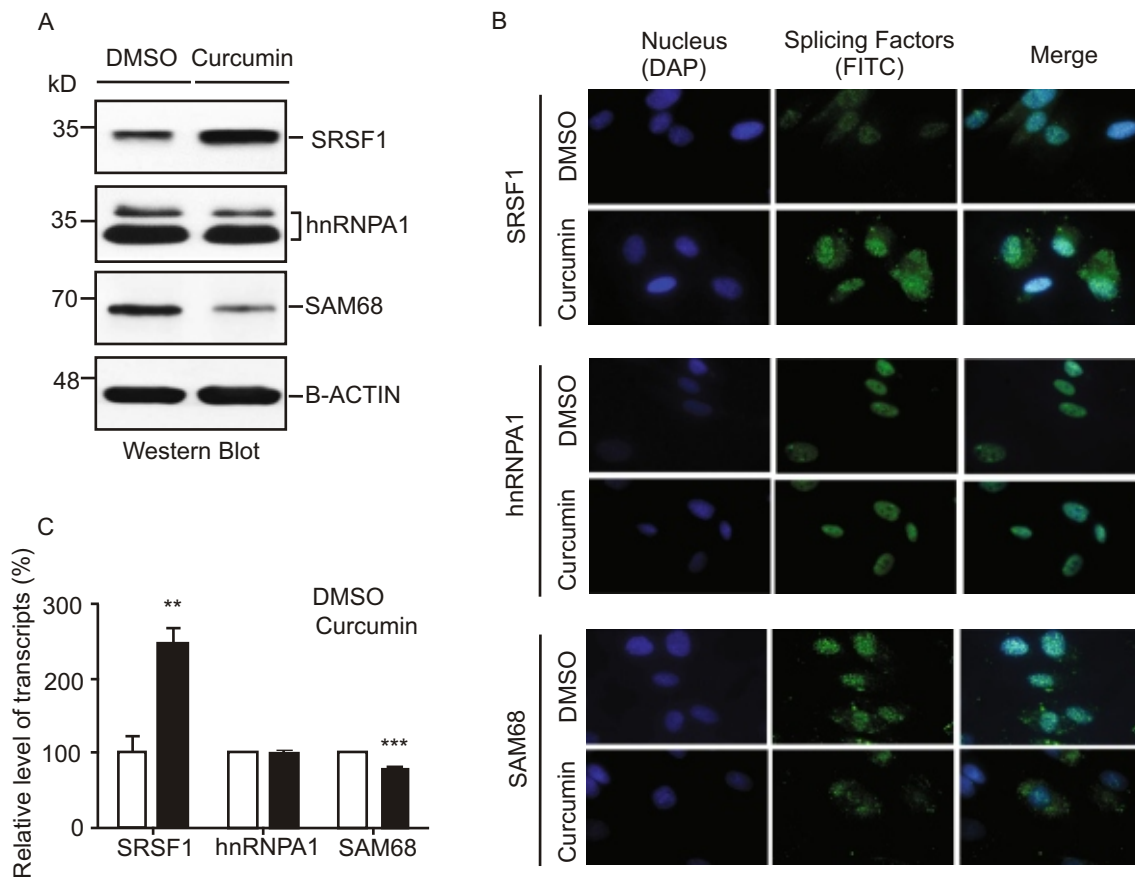 A
DMSO Curcumin
kD
35
SRSF1
35
hnRNPA1
70
SAM68
48
B-ACTIN
Western Blot
B
Nucleus
(DAP)
Splicing Factors
(FITC)
Merge
SRSF1
DMSO
Curcumin
hnRNPA1
DMSO
Curcumin
SAM68
DMSO
Curcumin
C
Relative level of transcripts (%)
300
200
100
0
**
***
DMSO
Curcumin
SRSF1 hnRNPA1 SAM68